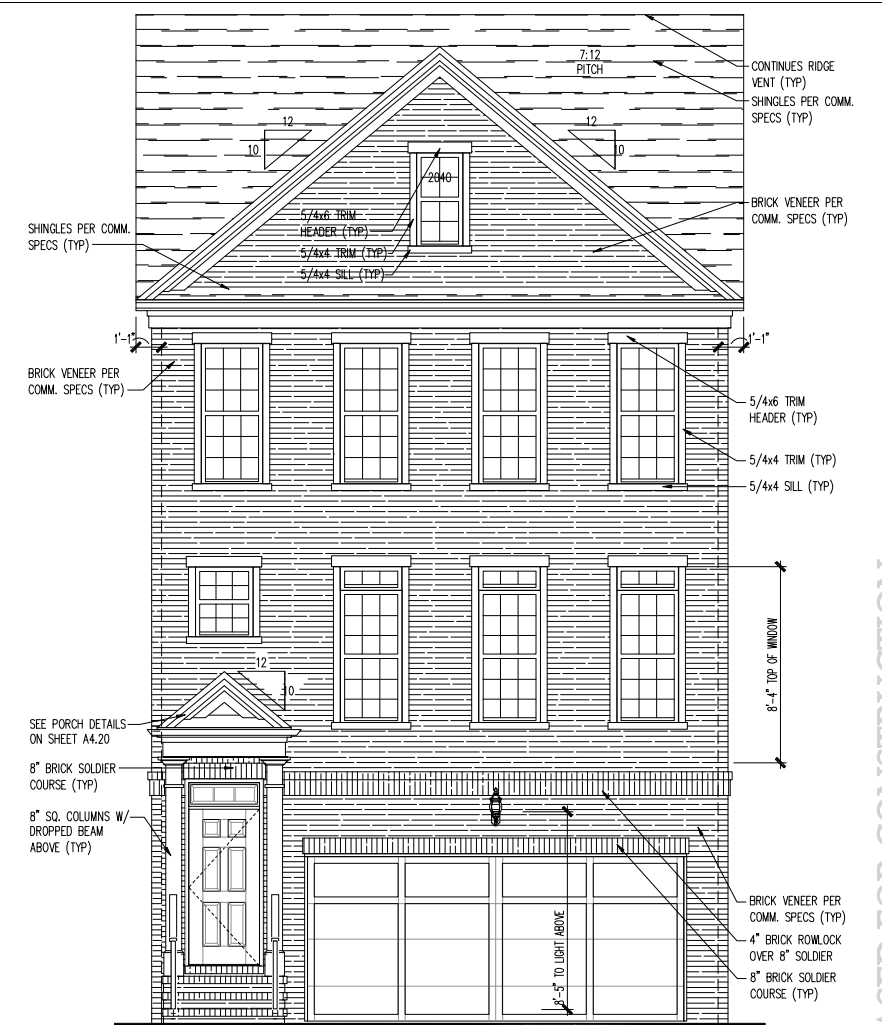 7:12
PITCH
CONTINUES RIDGE
VENT (TYP)
SHINGLES PER COMM.
SPECS (TYP)
12
10
12
10
2040
5/4x6 TRIM
HEADER (TYP)
5/4x4 TRIM (TYP)
5/4x4 SILL (TYP)
BRICK VENEER PER
COMM. SPECS (TYP)
SHINGLES PER COMM.
SPECS (TYP)
1'-1"
1'-1"
BRICK VENEER PER
COMM. SPECS (TYP)
5/4x6 TRIM
HEADER (TYP)
5/4x4 TRIM (TYP)
5/4x4 SILL (TYP)
8'-4" TOP OF WINDOW
12
10
SEE PORCH DETAILS
ON SHEET A4.20
8" BRICK SOLDIER
COURSE (TYP)
8" SQ. COLUMNS W/
DROPPED BEAM
ABOVE (TYP)
8'-5" TO LIGHT ABOVE
BRICK VENEER PER
COMM. SPECS (TYP)
4" BRICK ROWLOCK
OVER 8" SOLDIER
8" BRICK SOLDIER
COURSE (TYP)